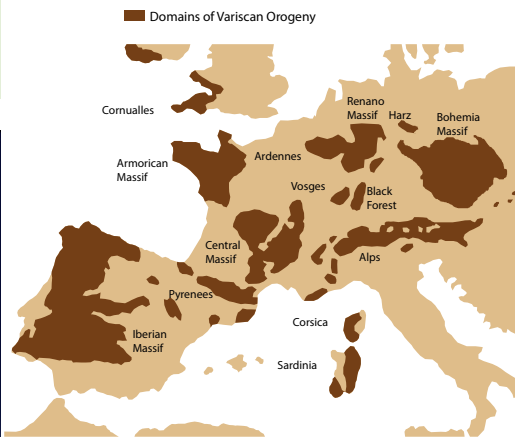 Domains of Variscan Orogeny
Cornualles
Renano
Massif
Harz
Bohemia
Massif
Armorican
Massif
Ardennes
Vosges
Black
Forest
Central
Massif
Alps
Pyrenees
Iberian
Massif
Corsica
Sardinia